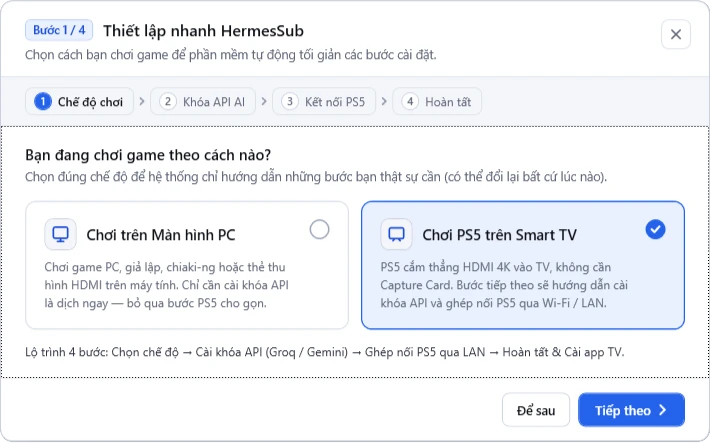 Bước 1 / 4 Thiết lập nhanh HermesSub
Chọn cách bạn chơi game để phần mềm tự động tối giản các bước cài đặt.
1 Chế độ chơi 2 Khóa API AI 3 Kết nối PS5 4 Hoàn tất
Bạn đang chơi game theo cách nào?
Chọn đúng chế độ để hệ thống chỉ hướng dẫn những bước bạn thật sự cần (có thể đổi lại bất cứ lúc nào).
Chơi trên Màn hình PC
Chơi game PC, giả lập, chiaki-ng hoặc thẻ thu
hình HDMI trên máy tính. Chỉ cần cài khóa API
là dịch ngay — bỏ qua bước PS5 cho gọn.
Chơi PS5 trên Smart TV
PS5 cắm thẳng HDMI 4K vào TV, không cần
Capture Card. Bước tiếp theo sẽ hướng dẫn cài
khóa API và ghép nối PS5 qua Wi-Fi / LAN.
Lộ trình 4 bước: Chọn chế độ → Cài khóa API (Groq / Gemini) → Ghép nối PS5 qua LAN → Hoàn tất & Cài app TV.
Để sau Tiếp theo